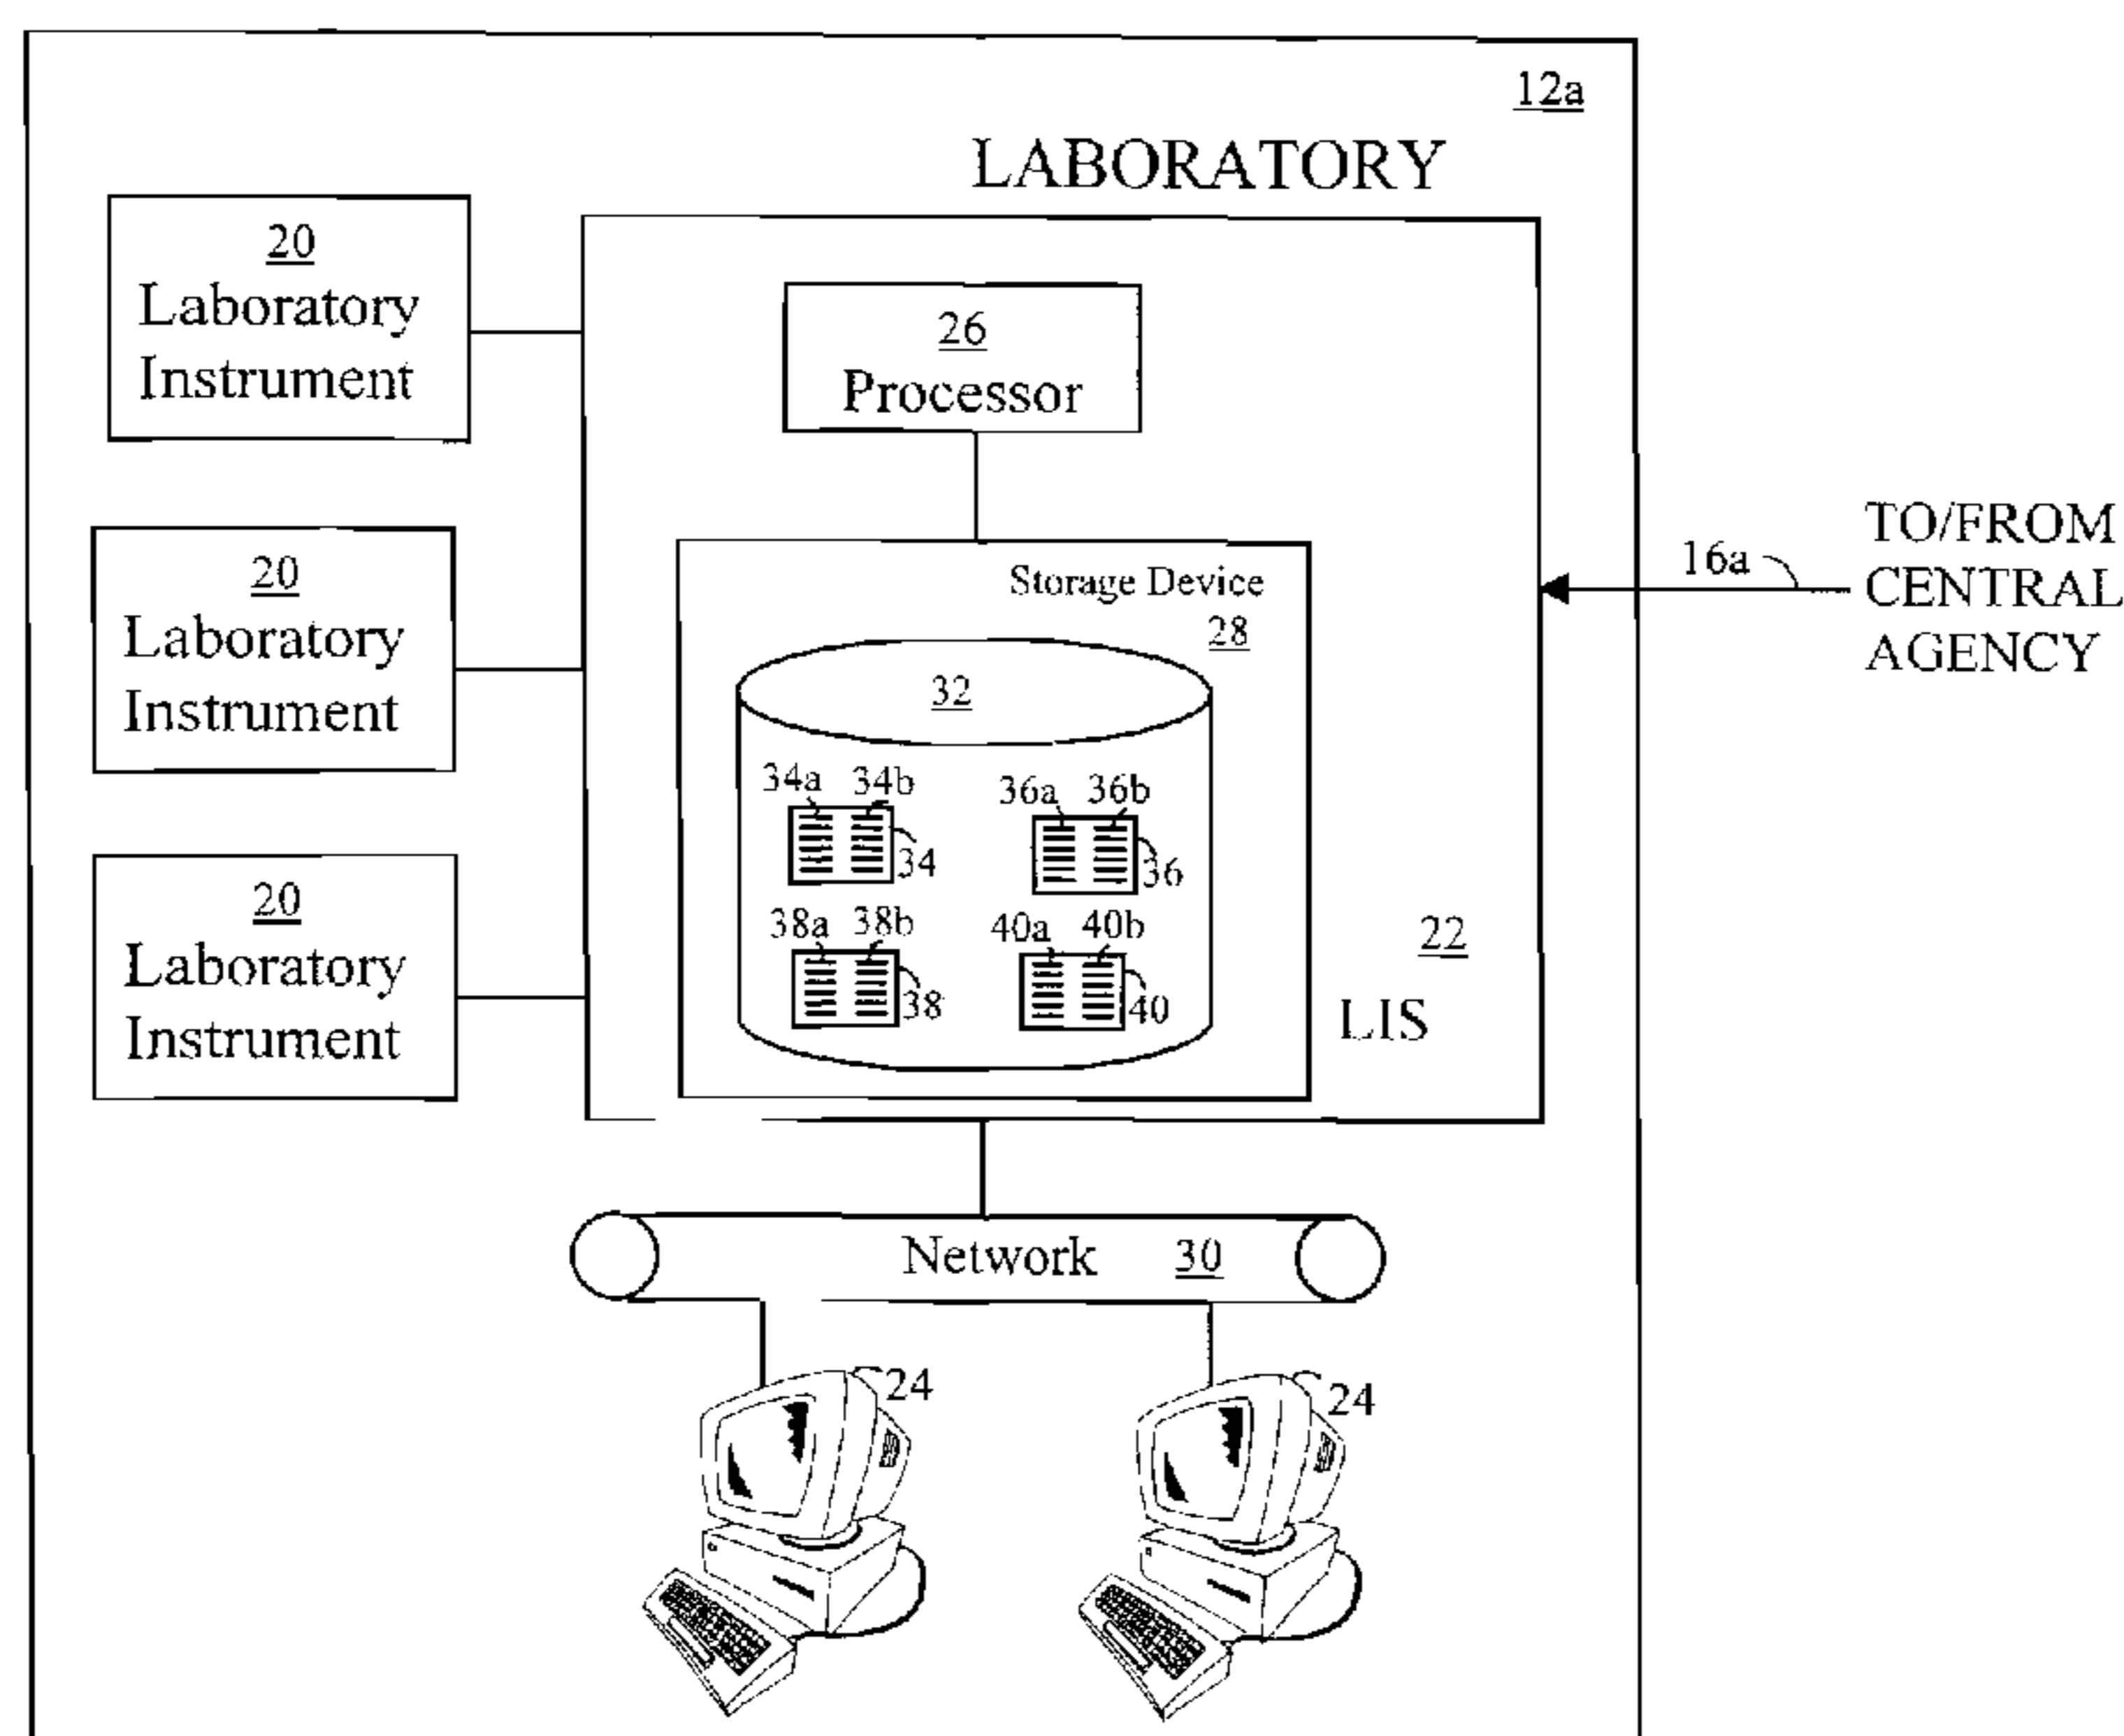 12a
LABORATORY
20
Laboratory
Instrument
20
Laboratory
Instrument
20
Laboratory
Instrument
26
Processor
Storage Device
28
32
34a 34b
34
36a 36b
36
38a 38b
38
40a 40b
40
22
LIS
16a
TO/FROM
CENTRAL
AGENCY
Network 30
24
24